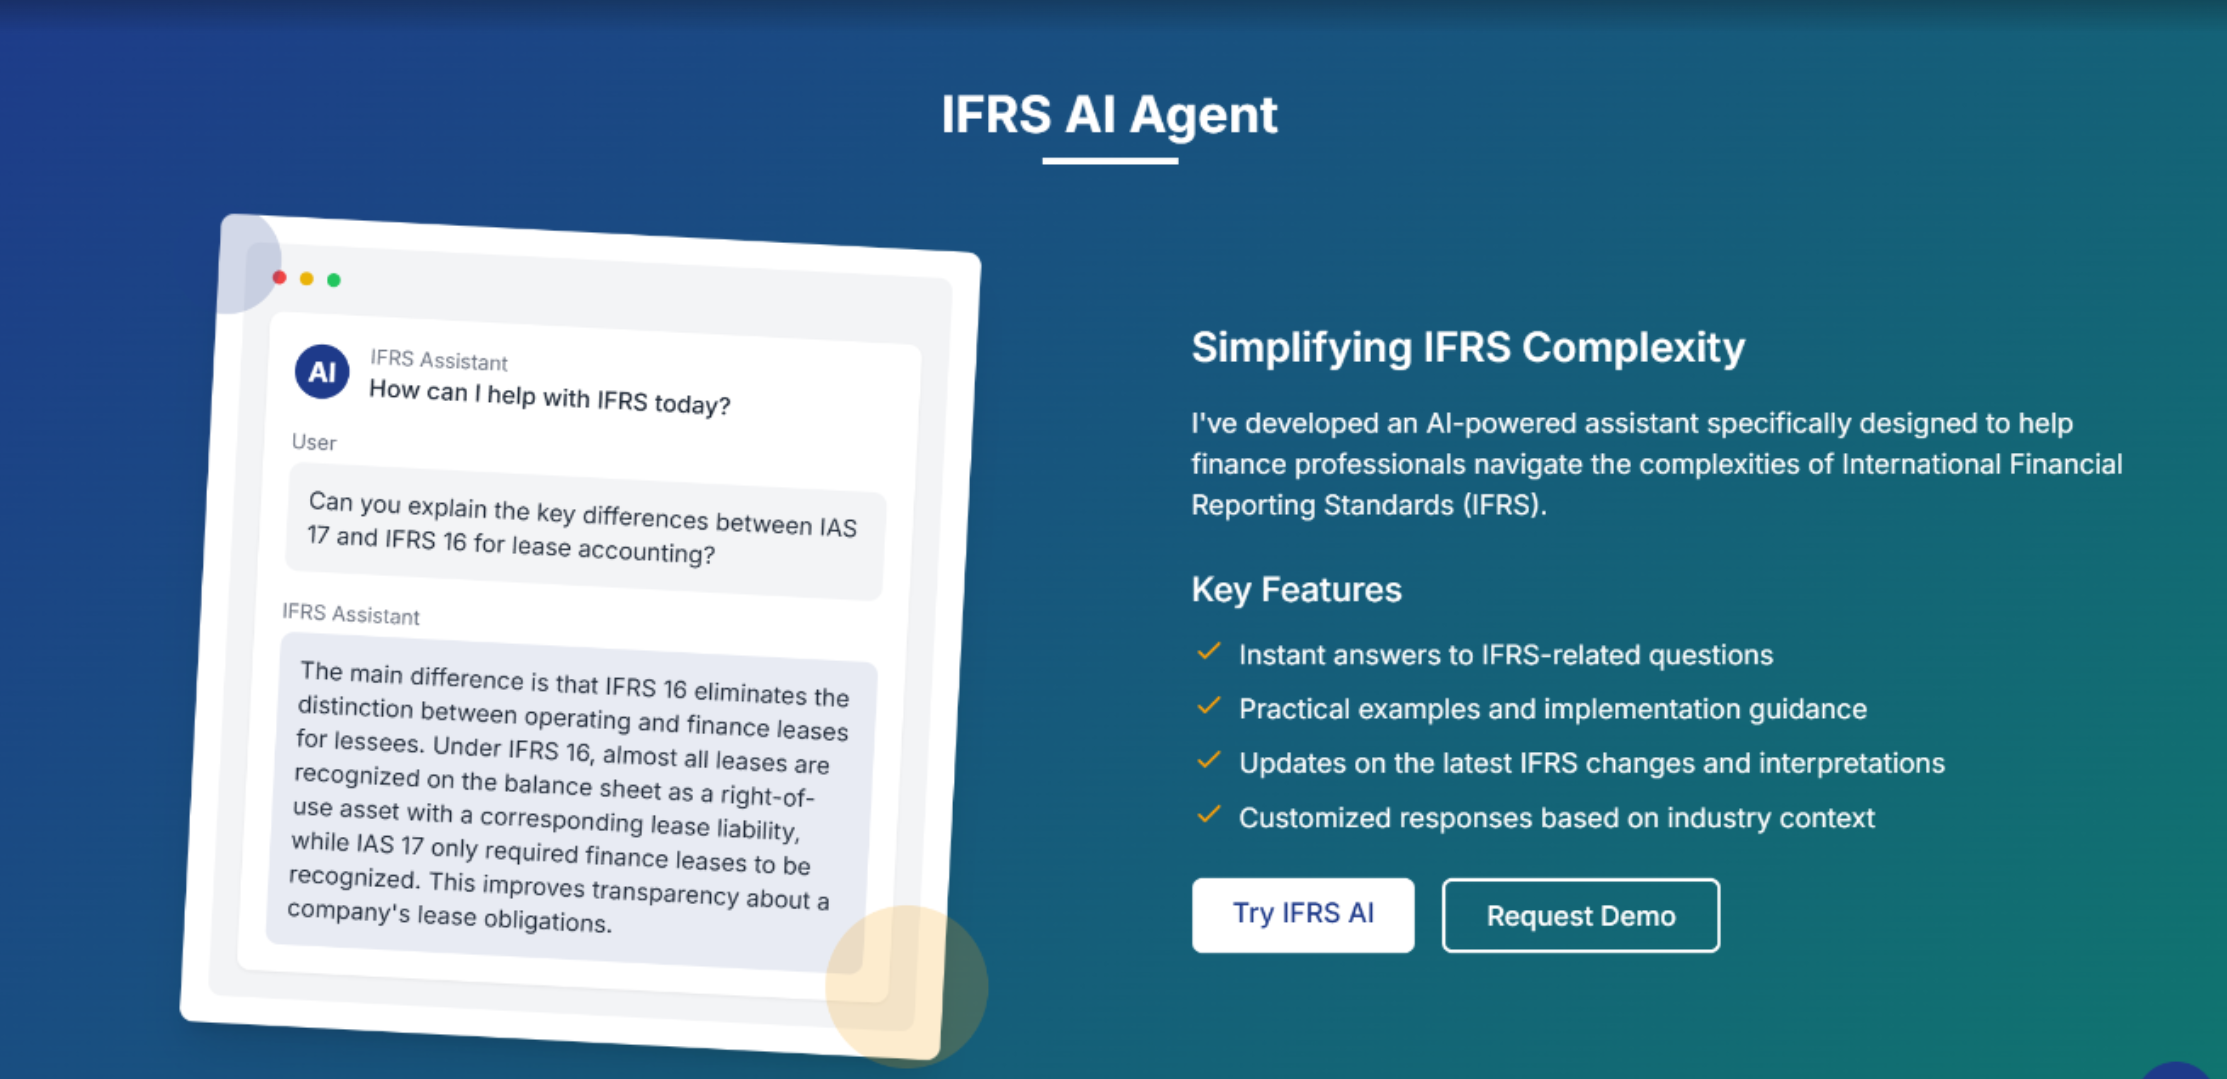 IFRS AI Agent
AI
IFRS Assistant
How can I help with IFRS today?
User
Can you explain the key differences between IAS
17 and IFRS 16 for lease accounting?
IFRS Assistant
The main difference is that IFRS 16 eliminates the
distinction between operating and finance leases
for lessees. Under IFRS 16, almost all leases are
recognized on the balance sheet as a right-of-
use asset with a corresponding lease liability,
while IAS 17 only required finance leases to be
recognized. This improves transparency about a
company's lease obligations.
Simplifying IFRS Complexity
I've developed an AI-powered assistant specifically designed to help
finance professionals navigate the complexities of International Financial
Reporting Standards (IFRS).
Key Features
Instant answers to IFRS-related questions
Practical examples and implementation guidance
Updates on the latest IFRS changes and interpretations
Customized responses based on industry context
Try IFRS AI
Request Demo